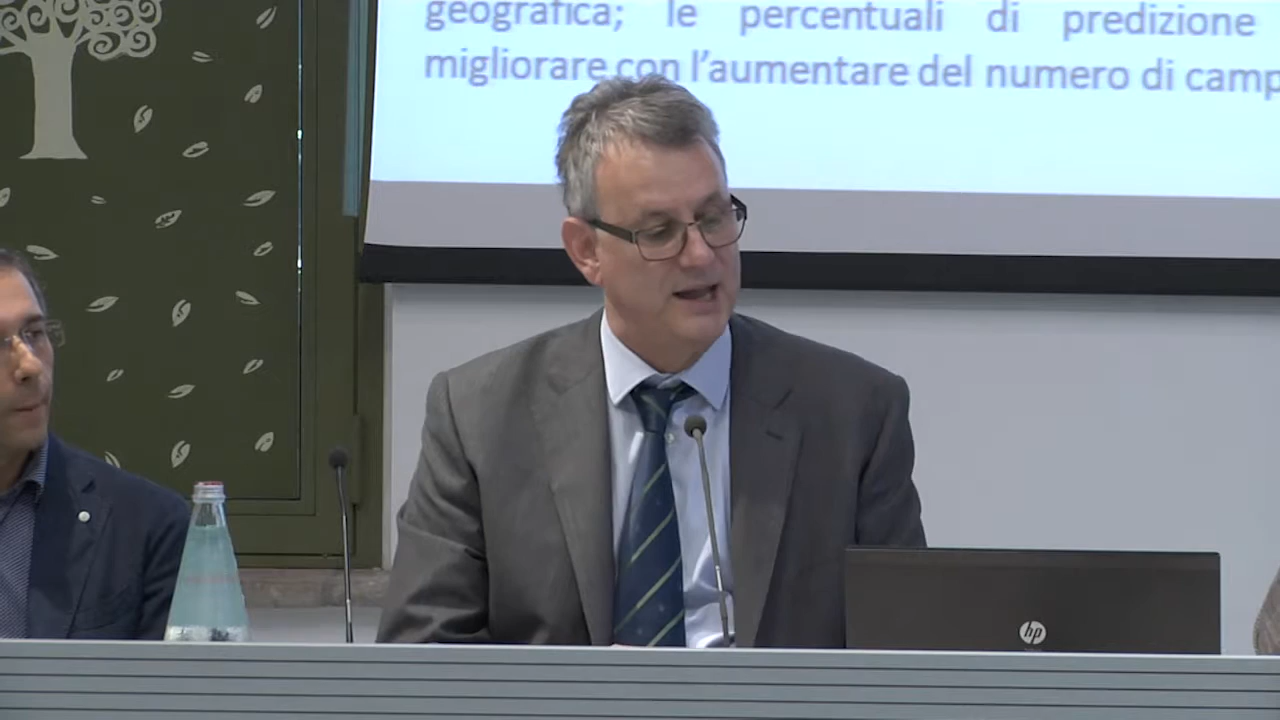 geografica; le percentuali di predizione
migliorare con l'aumentare del numero di camp
hp